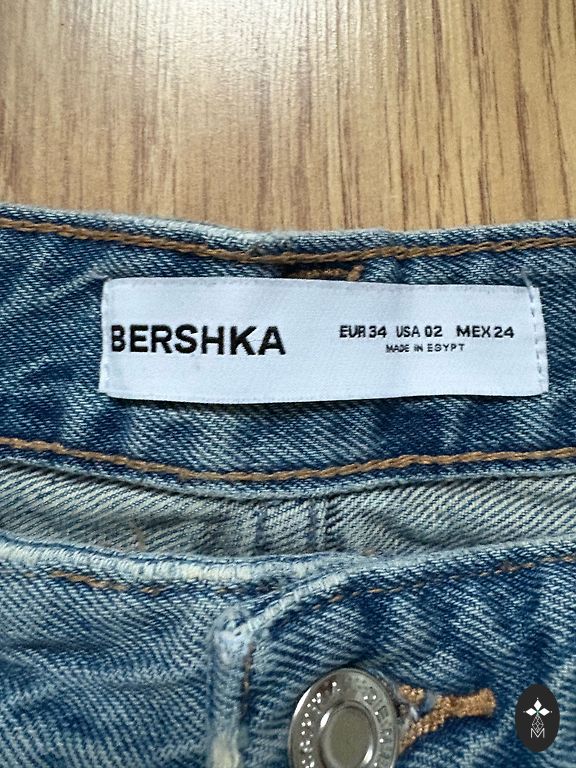 BERSHKA
EUR 34 USA 02 MEX 24
MADE IN EGYPT